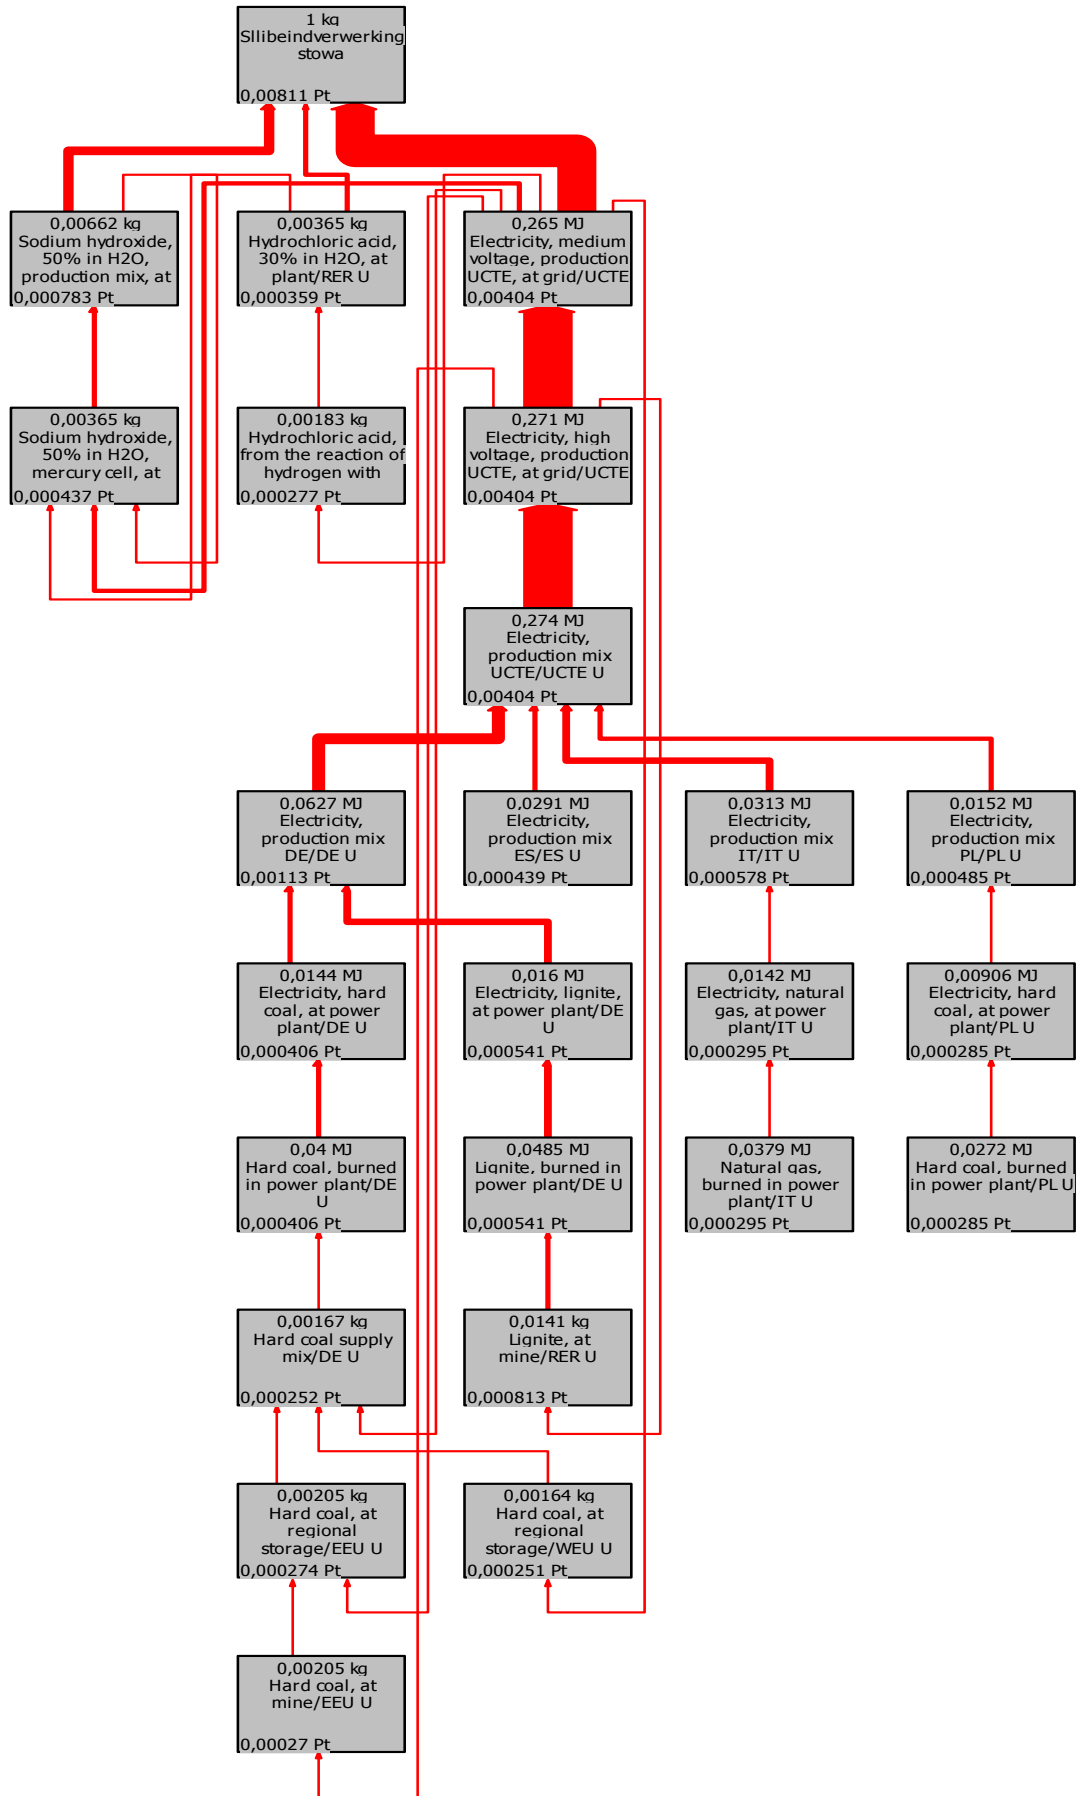 1 kg
Sllibeindverwerking
stowa
0,00811 Pt
0,00662 kg
Sodium hydroxide,
50% in H2O,
production mix, at
0,000783 Pt
0,00365 kg
Hydrochloric acid,
30% in H2O, at
plant/RER U
0,000359 Pt
0,265 MJ
Electricity, medium
voltage, production
UCTE, at grid/UCTE
0,00404 Pt
0,00365 kg
Sodium hydroxide,
50% in H2O,
mercury cell, at
0,000437 Pt
0,00183 kg
Hydrochloric acid,
from the reaction of
hydrogen with
0,000277 Pt
0,271 MJ
Electricity, high
voltage, production
UCTE, at grid/UCTE
0,00404 Pt
0,274 MJ
Electricity,
production mix
UCTE/UCTE U
0,00404 Pt
0,0627 MJ
Electricity,
production mix
DE/DE U
0,00113 Pt
0,0291 MJ
Electricity,
production mix
ES/ES U
0,000439 Pt
0,0313 MJ
Electricity,
production mix
IT/IT U
0,000578 Pt
0,0152 MJ
Electricity,
production mix
PL/PL U
0,000485 Pt
0,0144 MJ
Electricity, hard
coal, at power
plant/DE U
0,000406 Pt
0,016 MJ
Electricity, lignite,
at power plant/DE
U
0,000541 Pt
0,0142 MJ
Electricity, natural
gas, at power
plant/IT U
0,000295 Pt
0,00906 MJ
Electricity, hard
coal, at power
plant/PL U
0,000285 Pt
0,04 MJ
Hard coal, burned
in power plant/DE
U
0,000406 Pt
0,0485 MJ
Lignite, burned in
power plant/DE U
0,000541 Pt
0,0379 MJ
Natural gas,
burned in power
plant/IT U
0,000295 Pt
0,0272 MJ
Hard coal, burned
in power plant/PL U
0,000285 Pt
0,00167 kg
Hard coal supply
mix/DE U
0,000252 Pt
0,0141 kg
Lignite, at
mine/RER U
0,000813 Pt
0,00205 kg
Hard coal, at
regional
storage/EEU U
0,000274 Pt
0,00164 kg
Hard coal, at
regional
storage/WEU U
0,000251 Pt
0,00205 kg
Hard coal, at
mine/EEU U
0,00027 Pt